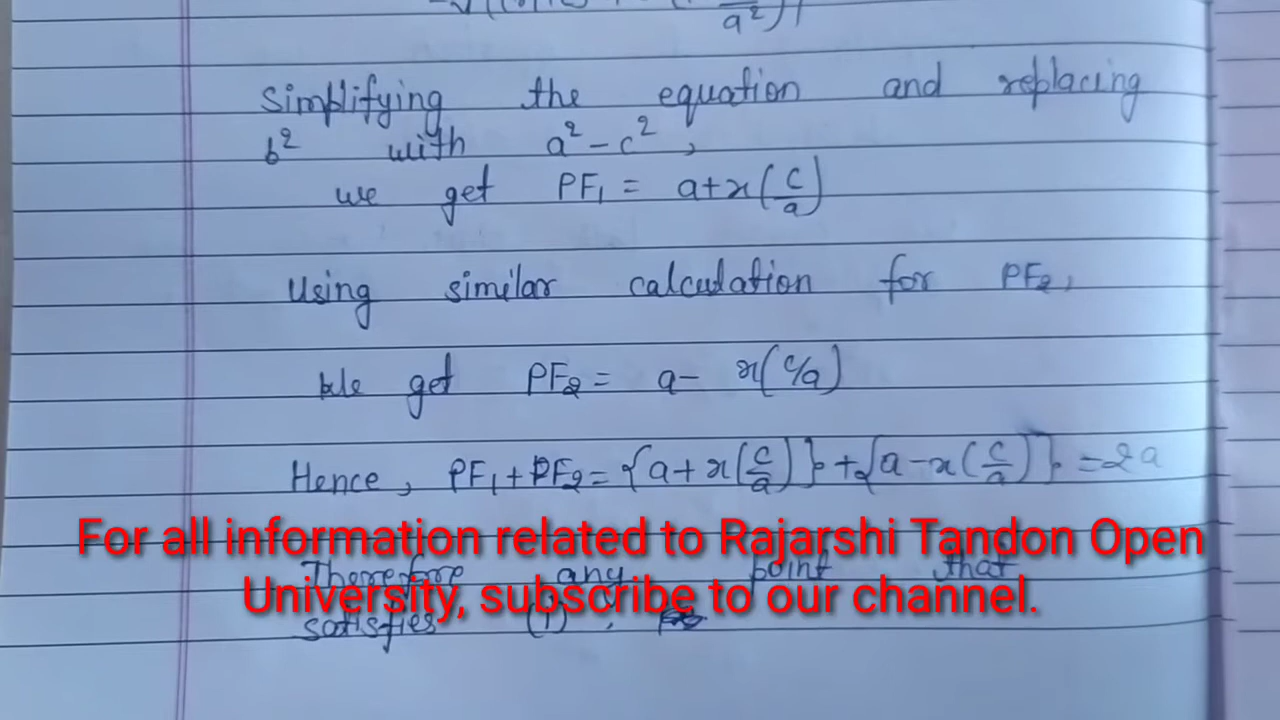 a²
Simplifying the equation and replacing
b² with a² - c²,
we get PF₁ = a+x(c/a)
Using similar calculation for PF₂,
We get PF₂ = a- x(c/a)
Hence, PF₁+PF₂= {a+x(c/a)}+{a-x(c/a)} =2a
For all information related to Rajarshi Tandon Open
Therefore any point that
University, subscribe to our channel.
satisfies (1),